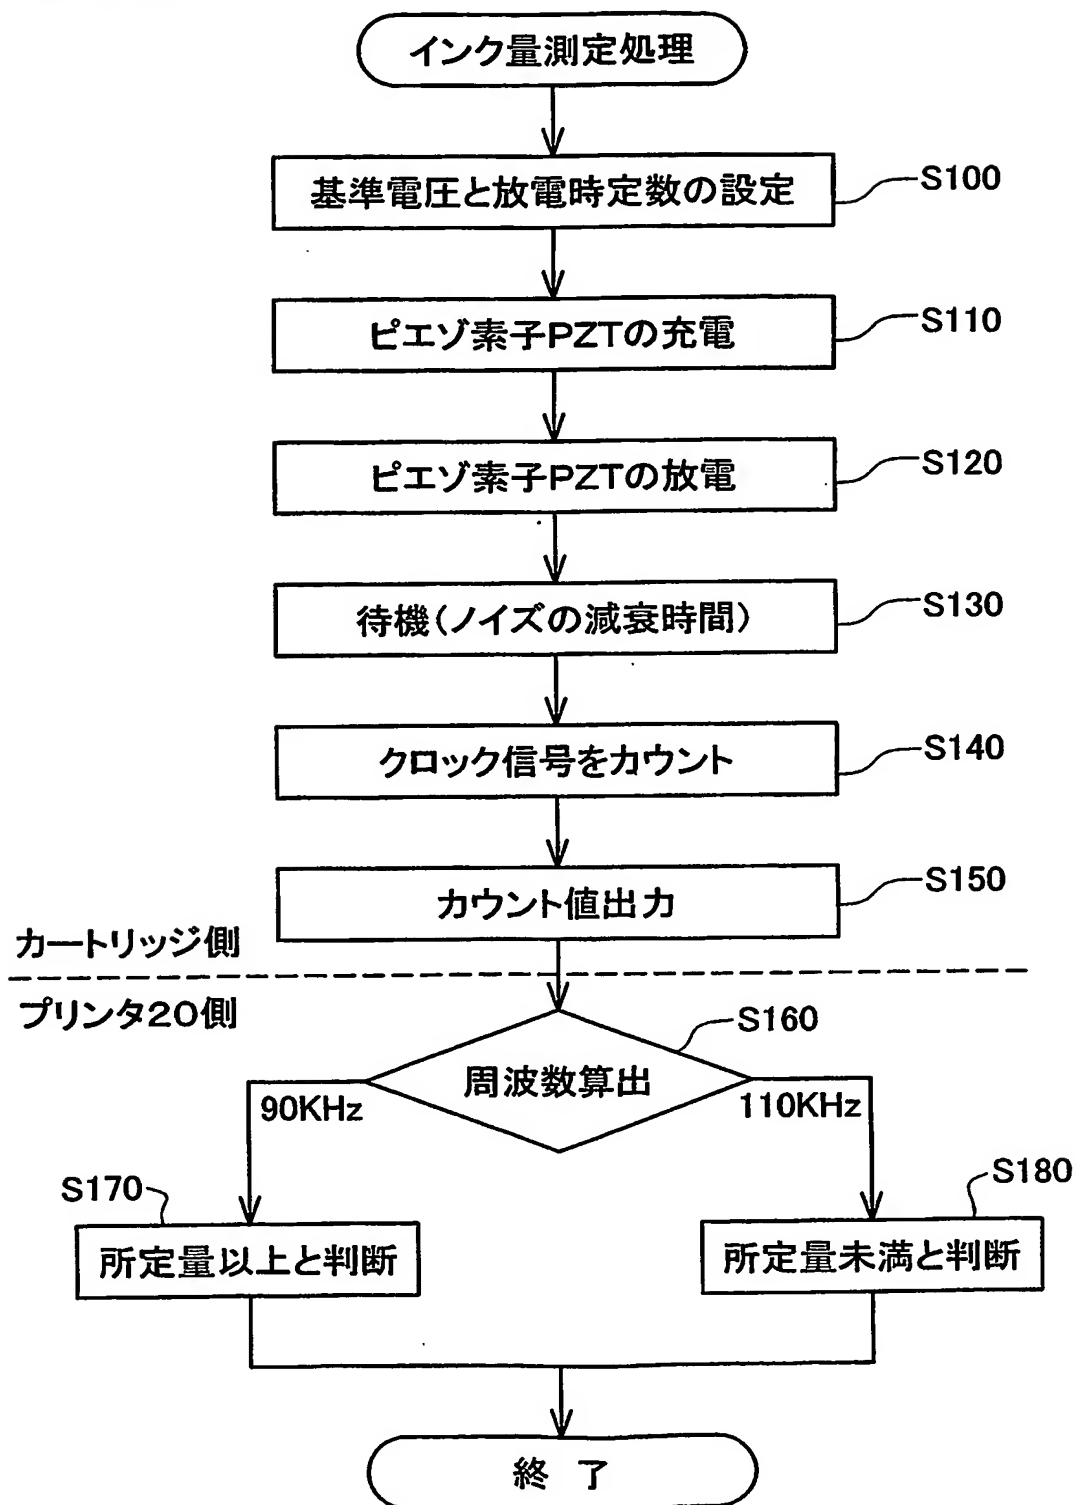 インク量測定処理
基準電圧と放電時定数の設定
S100
ピエゾ素子PZTの充電
S110
ピエゾ素子PZTの放電
S120
待機(ノイズの減衰時間)
S130
クロック信号をカウント
S140
カウント値出力
S150
カートリッジ側
プリンタ20側
S160
周波数算出
90KHz
110KHz
S170
S180
所定量以上と判断
所定量未満と判断
終了